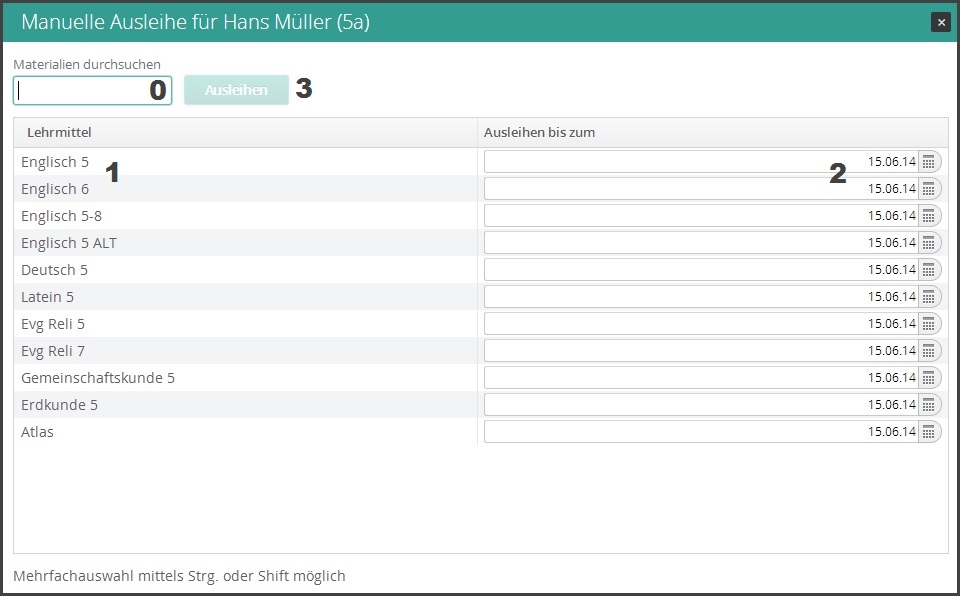 Manuelle Ausleihe für Hans Müller (5a)
Materialien durchsuchen
0 Ausleihen 3
Lehrmittel Ausleihen bis zum
Englisch 5 15.06.14
1 2
Englisch 6 15.06.14
Englisch 5-8 15.06.14
Englisch 5 ALT 15.06.14
Deutsch 5 15.06.14
Latein 5 15.06.14
Evg Reli 5 15.06.14
Evg Reli 7 15.06.14
Gemeinschaftskunde 5 15.06.14
Erdkunde 5 15.06.14
Atlas 15.06.14
Mehrfachauswahl mittels Strg. oder Shift möglich